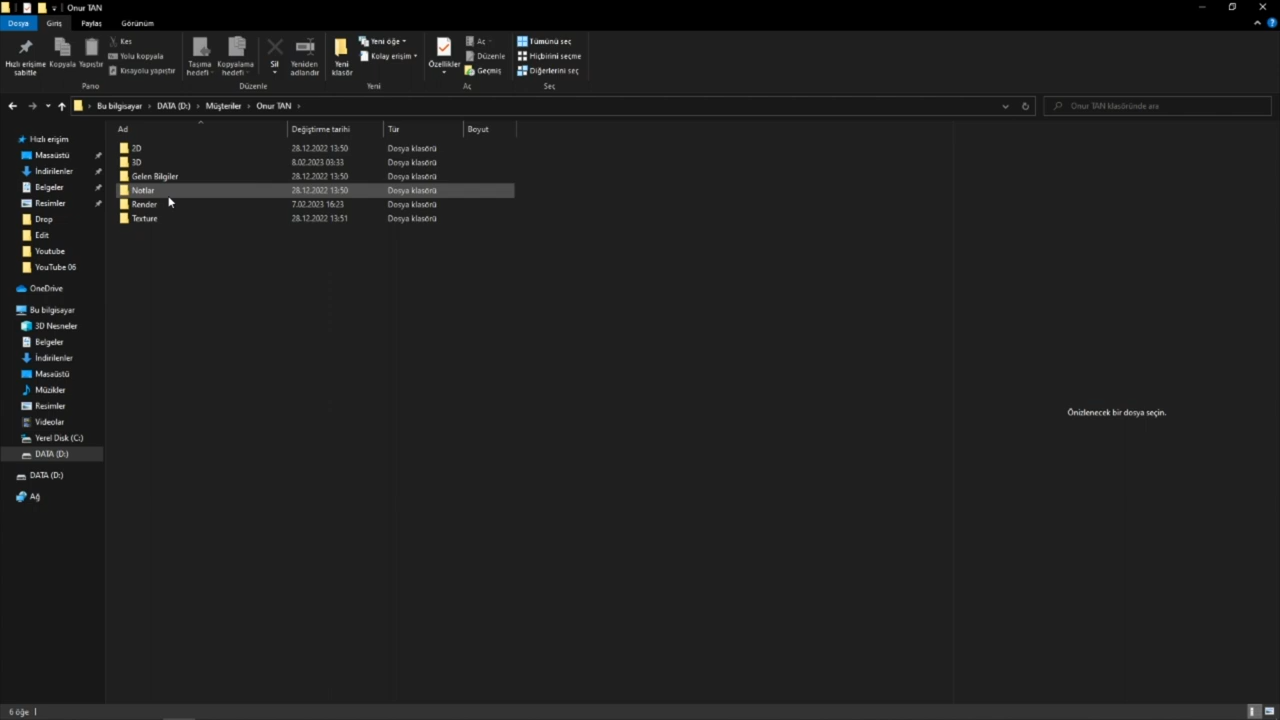 Onur TAN
Dosya Giriş Paylaş Görünüm
Hızlı erişime sabitle
Kopyala
Yapıştır
Kes
Yolu kopyala
Kısayolu yapıştır
Pano
Taşıma hedefi
Kopyalama hedefi
Sil
Yeniden adlandır
Düzenle
Yeni klasör
Yeni öğe
Kolay erişim
Yeni
Özellikler
Aç
Düzenle
Geçmiş
Aç
Tümünü seç
Hiçbirini seçme
Diğerlerini seç
Seç
Bu bilgisayar > DATA (D:) > Müşteriler > Onur TAN >
Onur TAN klasöründe ara
Hızlı erişim
Masaüstü
İndirilenler
Belgeler
Resimler
Drop
Edit
Youtube
YouTube 06
OneDrive
Bu bilgisayar
3D Nesneler
Belgeler
İndirilenler
Masaüstü
Müzikler
Resimler
Videolar
Yerel Disk (C:)
DATA (D:)
DATA (D:)
Ağ
Ad Değiştirme tarihi Tür Boyut
2D 28.12.2022 13:50 Dosya klasörü
3D 8.02.2023 03:33 Dosya klasörü
Gelen Bilgiler 28.12.2022 13:50 Dosya klasörü
Notlar 28.12.2022 13:50 Dosya klasörü
Render 7.02.2023 16:23 Dosya klasörü
Texture 28.12.2022 13:51 Dosya klasörü
Önizlenecek bir dosya seçin.
6 öğe